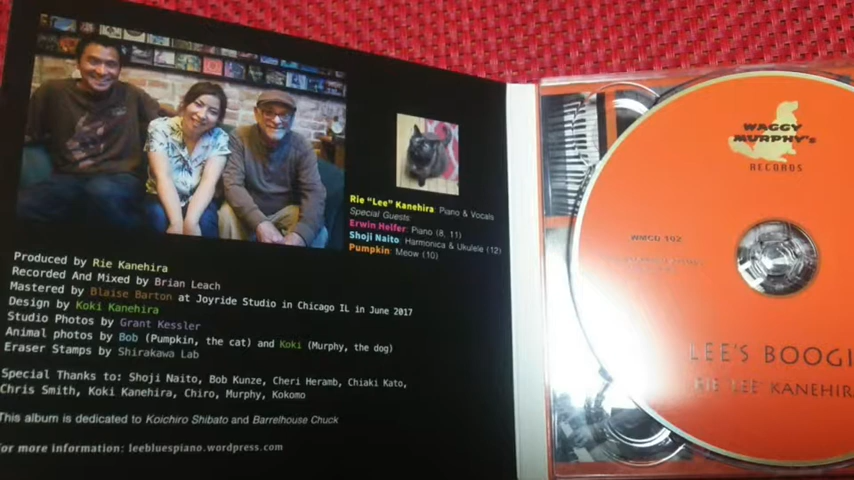 Rie "Lee" Kanehira: Piano & Vocals
Special Guests:
Erwin Helfer: Piano (8, 11)
Shoji Naito: Harmonica & Ukulele (12)
Pumpkin: Meow (10)
Produced by Rie Kanehira
Recorded And Mixed by Brian Leach
Mastered by Blaise Barton at Joyride Studio in Chicago IL in June 2017
Design by Koki Kanehira
Studio Photos by Grant Kessler
Animal photos by Bob (Pumpkin, the cat) and Koki (Murphy, the dog)
Eraser Stamps by Shirakawa Lab
Special Thanks to: Shoji Naito, Bob Kunze, Cheri Heramb, Chiaki Kato,
Chris Smith, Koki Kanehira, Chiro, Murphy, Kokomo
This album is dedicated to Koichiro Shibato and Barrelhouse Chuck
for more information: leebluespiano.wordpress.com
WAGGY
MURPHY's
RECORDS
WMCD 102
LEE'S BOOGI
RIE LEE KANEHIR